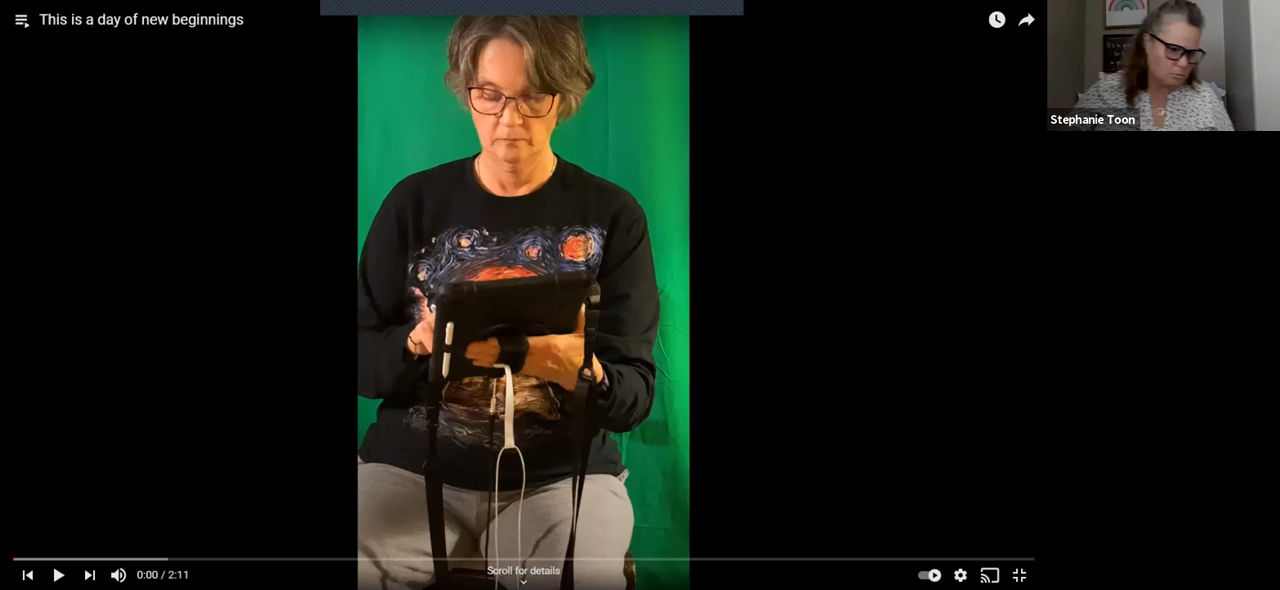 This is a day of new beginnings
Stephanie Toon
0:00 / 2:11
Scroll for details